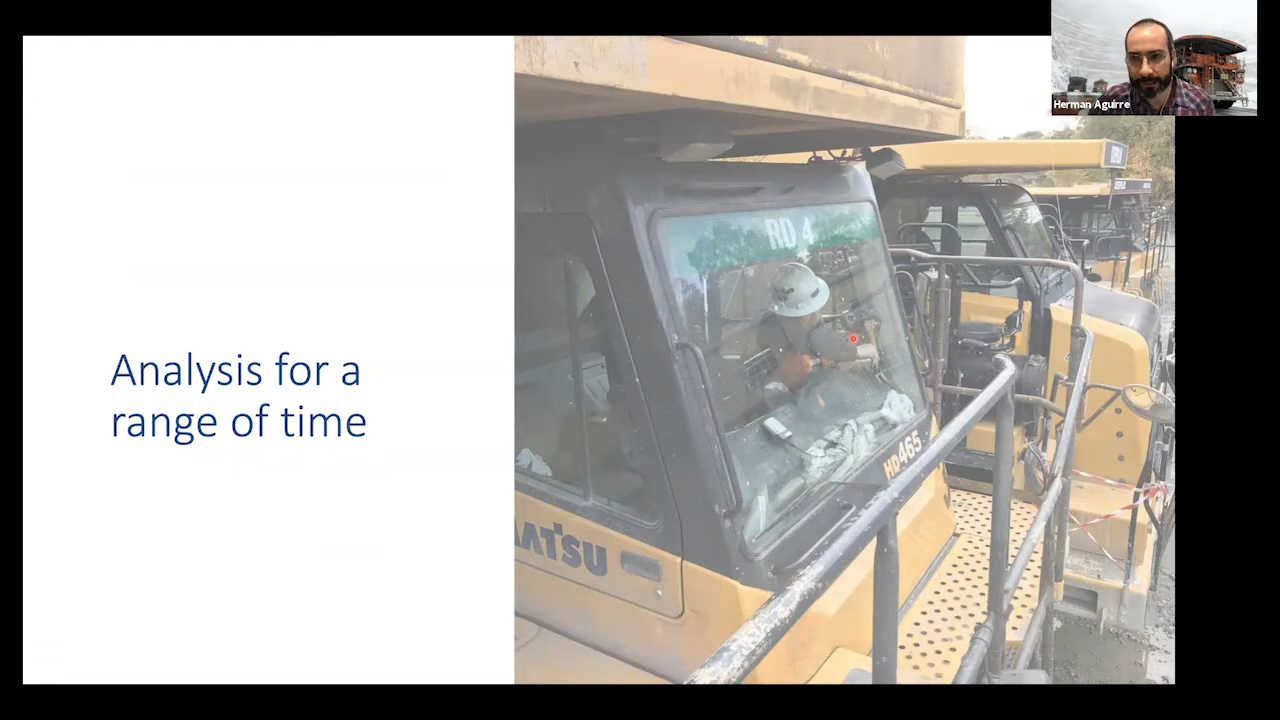 Herman Aguirre
RD 4
HD465
Analysis for a
range of time
MATSU